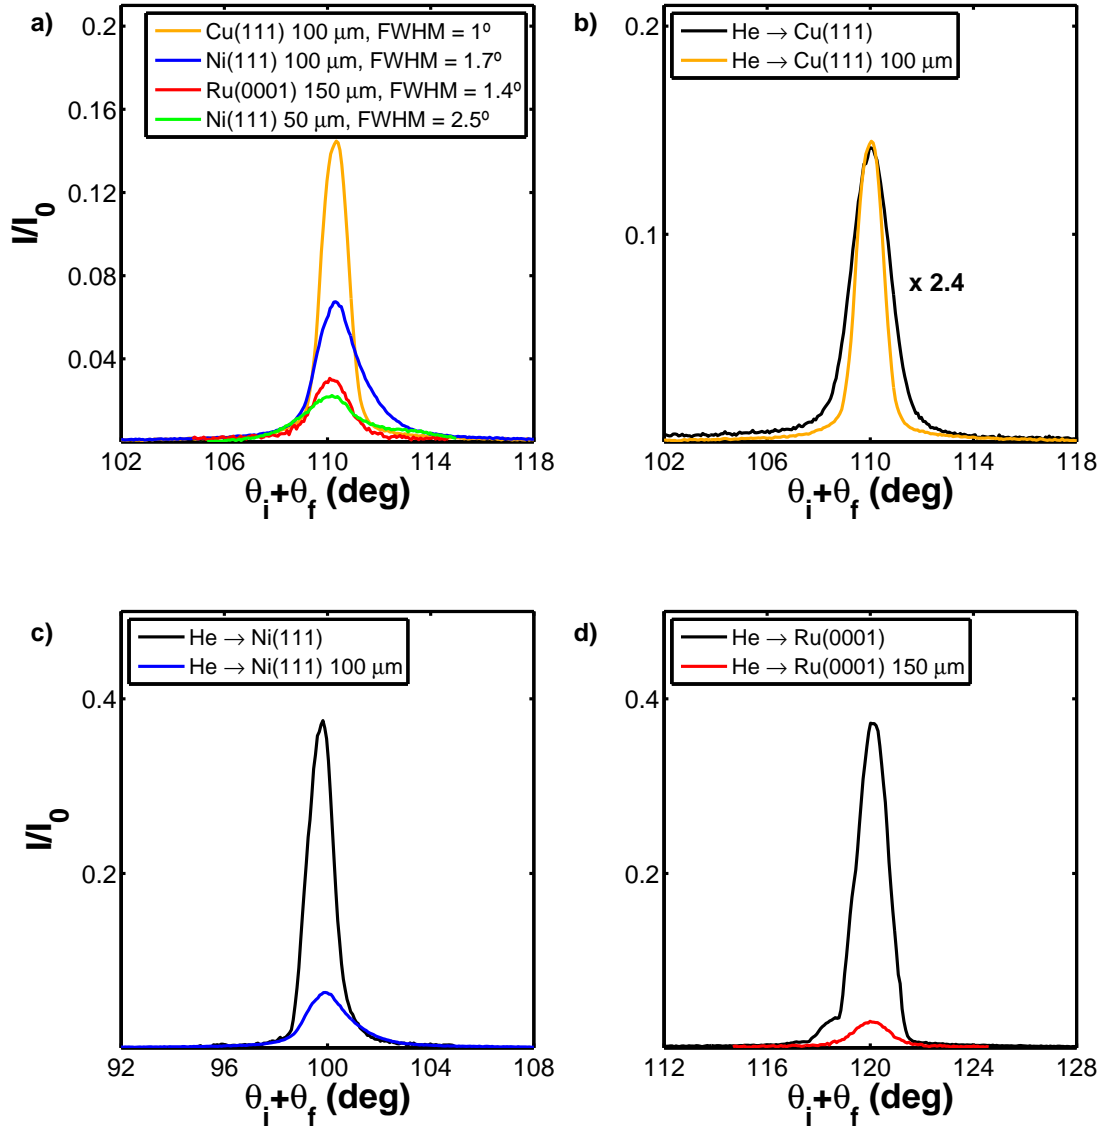 a)
Cu(111) 100 μm, FWHM = 1º
Ni(111) 100 μm, FWHM = 1.7º
Ru(0001) 150 μm, FWHM = 1.4º
Ni(111) 50 μm, FWHM = 2.5º
0.2
0.16
0.12
0.08
0.04
I/I0
102 106 110 114 118
θi+θf (deg)
b)
He → Cu(111)
He → Cu(111) 100 μm
0.2
0.1
x 2.4
102 106 110 114 118
θi+θf (deg)
c)
He → Ni(111)
He → Ni(111) 100 μm
0.4
0.2
I/I0
92 96 100 104 108
θi+θf (deg)
d)
He → Ru(0001)
He → Ru(0001) 150 μm
0.4
0.2
112 116 120 124 128
θi+θf (deg)